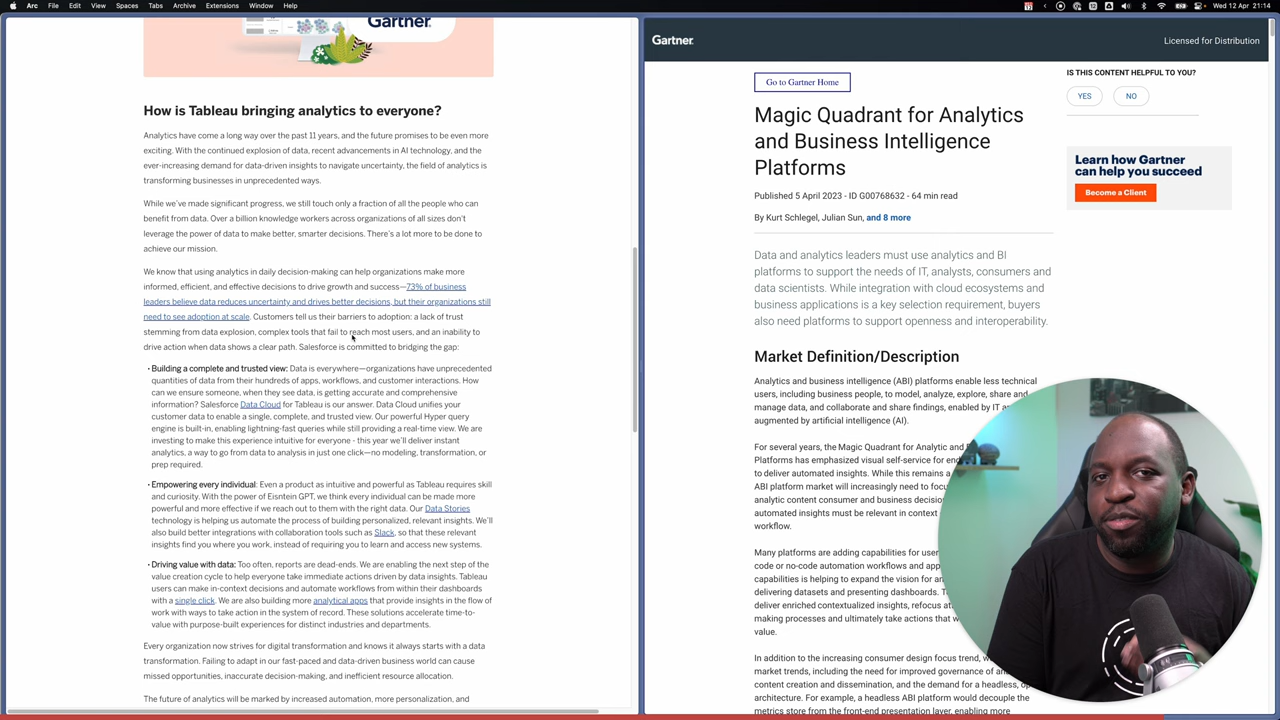 Arc File Edit View Spaces Tabs Archive Extensions Window Help
Wed 12 Apr 21:14
Gartner
How is Tableau bringing analytics to everyone?
Analytics have come a long way over the past 11 years, and the future promises to be even more
exciting. With the continued explosion of data, recent advancements in AI technology, and the
ever-increasing demand for data-driven insights to navigate uncertainty, the field of analytics is
transforming businesses in unprecedented ways.
While we've made significant progress, we still touch only a fraction of all the people who can
benefit from data. Over a billion knowledge workers across organizations of all sizes don't
leverage the power of data to make better, smarter decisions. There's a lot more to be done to
achieve our mission.
We know that using analytics in daily decision-making can help organizations make more
informed, efficient, and effective decisions to drive growth and success—73% of business
leaders believe data reduces uncertainty and drives better decisions, but their organizations still
need to see adoption at scale. Customers tell us their barriers to adoption: a lack of trust
stemming from data explosion, complex tools that fail to reach most users, and an inability to
drive action when data shows a clear path. Salesforce is committed to bridging the gap:
• Building a complete and trusted view: Data is everywhere—organizations have unprecedented
quantities of data from their hundreds of apps, workflows, and customer interactions. How
can we ensure someone, when they see data, is getting accurate and comprehensive
information? Salesforce Data Cloud for Tableau is our answer. Data Cloud unifies your
customer data to enable a single, complete, and trusted view. Our powerful Hyper query
engine is built-in, enabling lightning-fast queries while still providing a real-time view. We are
investing to make this experience intuitive for everyone - this year we'll deliver instant
analytics, a way to go from data to analysis in just one click—no modeling, transformation, or
prep required.
• Empowering every individual: Even a product as intuitive and powerful as Tableau requires skill
and curiosity. With the power of Eisntein GPT, we think every individual can be made more
powerful and more effective if we reach out to them with the right data. Our Data Stories
technology is helping us automate the process of building personalized, relevant insights. We'll
also build better integrations with collaboration tools such as Slack, so that these relevant
insights find you where you work, instead of requiring you to learn and access new systems.
• Driving value with data: Too often, reports are dead-ends. We are enabling the next step of the
value creation cycle to help everyone take immediate actions driven by data insights. Tableau
users can make in-context decisions and automate workflows from within their dashboards
with a single click. We are also building more analytical apps that provide insights in the flow of
work with ways to take action in the system of record. These solutions accelerate time-to-
value with purpose-built experiences for distinct industries and departments.
Every organization now strives for digital transformation and knows it always starts with a data
transformation. Failing to adapt in our fast-paced and data-driven business world can cause
missed opportunities, inaccurate decision-making, and inefficient resource allocation.
The future of analytics will be marked by increased automation, more personalization, and
Gartner
Licensed for Distribution
Go to Gartner Home
Magic Quadrant for Analytics
and Business Intelligence
Platforms
Published 5 April 2023 - ID G00768632 - 64 min read
By Kurt Schlegel, Julian Sun, and 8 more
Data and analytics leaders must use analytics and BI
platforms to support the needs of IT, analysts, consumers and
data scientists. While integration with cloud ecosystems and
business applications is a key selection requirement, buyers
also need platforms to support openness and interoperability.
Market Definition/Description
Analytics and business intelligence (ABI) platforms enable less technical
users, including business people, to model, analyze, explore, share and
manage data, and collaborate and share findings, enabled by IT
augmented by artificial intelligence (AI).
For several years, the Magic Quadrant for Analytic and
Platforms has emphasized visual self-service for
to deliver automated insights. While this remains a
ABI platform market will increasingly need to
analytic content consumer and business
automated insights must be relevant in context
workflow.
Many platforms are adding capabilities for
code or no-code automation workflows and
capabilities is helping to expand the vision for
delivering datasets and presenting dashboards.
deliver enriched contextualized insights, refocus
making processes and ultimately take actions that
value.
In addition to the increasing consumer design focus trend,
market trends, including the need for improved governance of
content creation and dissemination, and the demand for a headless,
architecture. For example, a headless ABI platform would decouple the
metrics store from the front-end presentation layer, enabling more
IS THIS CONTENT HELPFUL TO YOU?
YES NO
Learn how Gartner
can help you succeed
Become a Client